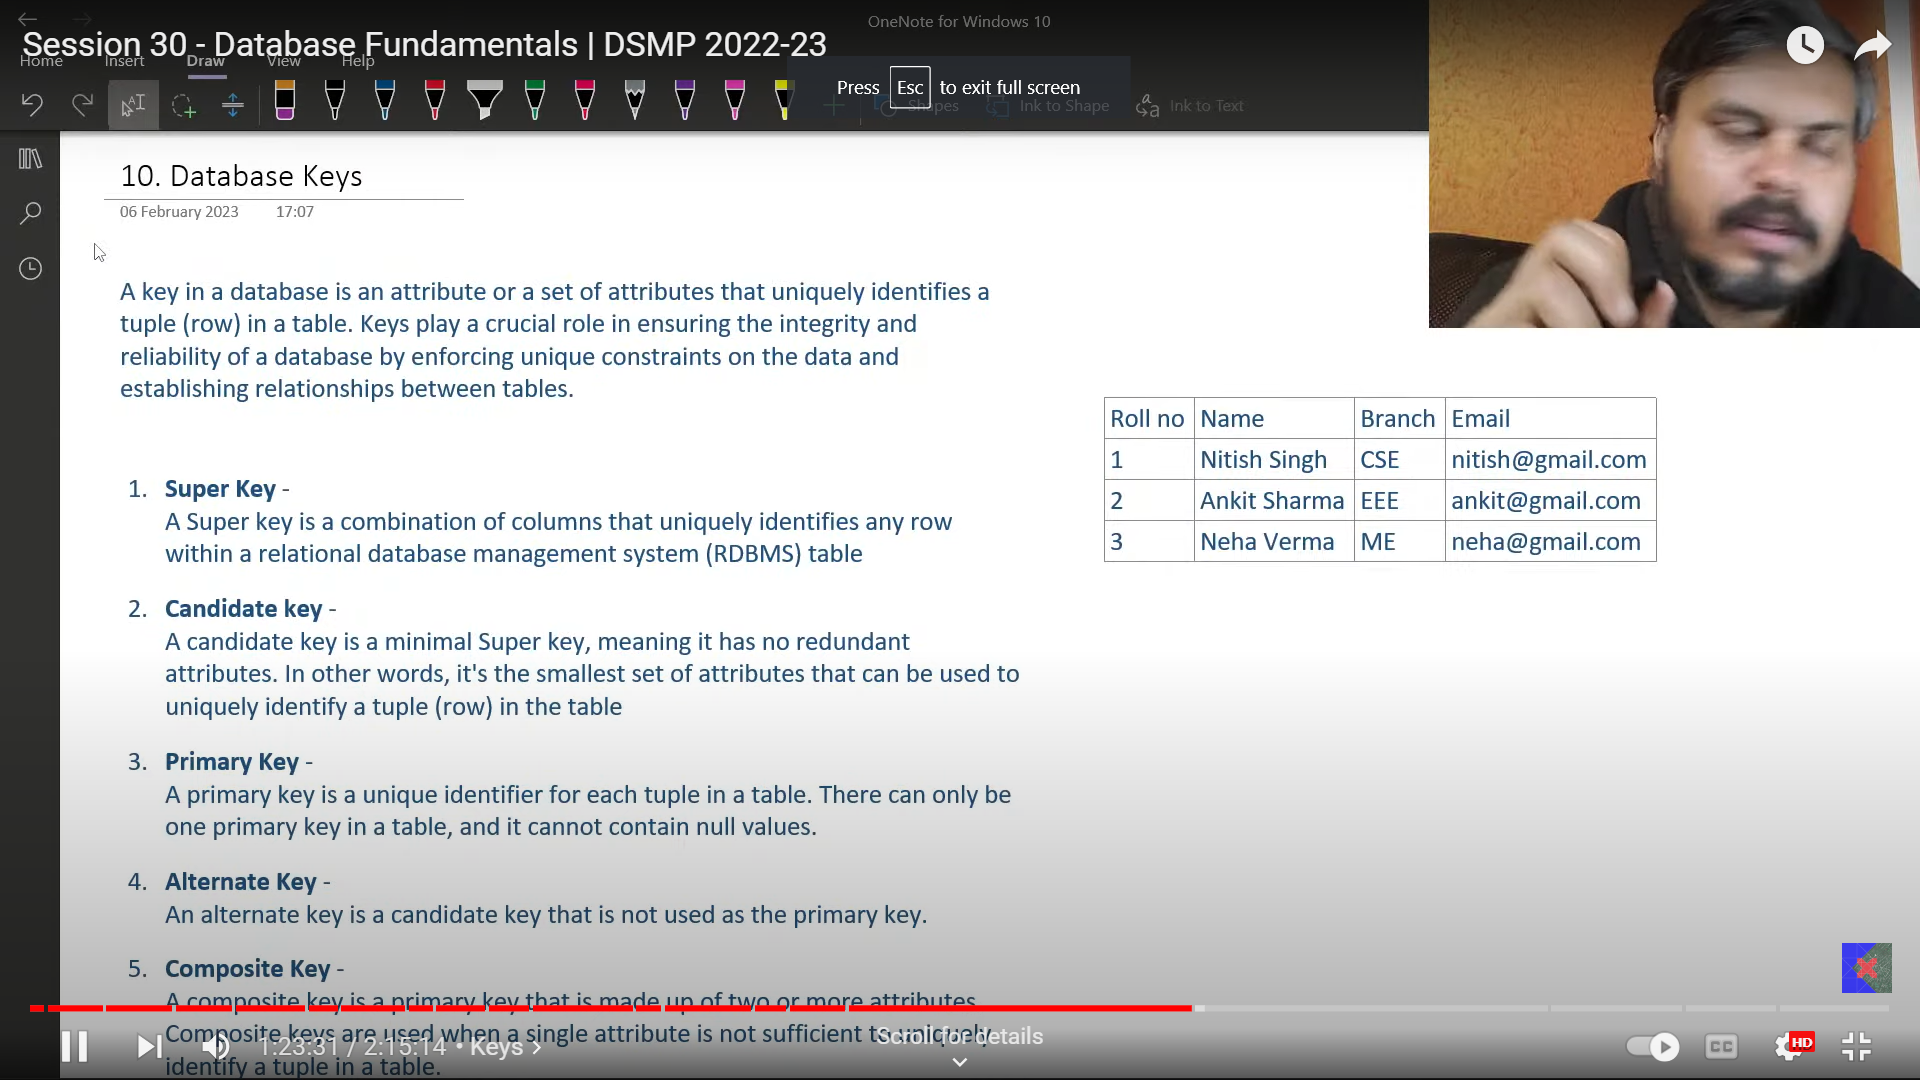 OneNote for Windows 10
Session 30 - Database Fundamentals | DSMP 2022-23
Home Insert Draw View Help
Press Esc to exit full screen
Shapes Ink to Shape Ink to Text
10. Database Keys
06 February 2023 17:07
A key in a database is an attribute or a set of attributes that uniquely identifies a
tuple (row) in a table. Keys play a crucial role in ensuring the integrity and
reliability of a database by enforcing unique constraints on the data and
establishing relationships between tables.
Roll no Name Branch Email
1 Nitish Singh CSE nitish@gmail.com
2 Ankit Sharma EEE ankit@gmail.com
3 Neha Verma ME neha@gmail.com
1. Super Key -
A Super key is a combination of columns that uniquely identifies any row
within a relational database management system (RDBMS) table
2. Candidate key -
A candidate key is a minimal Super key, meaning it has no redundant
attributes. In other words, it's the smallest set of attributes that can be used to
uniquely identify a tuple (row) in the table
3. Primary Key -
A primary key is a unique identifier for each tuple in a table. There can only be
one primary key in a table, and it cannot contain null values.
4. Alternate Key -
An alternate key is a candidate key that is not used as the primary key.
5. Composite Key -
A composite key is a primary key that is made up of two or more attributes.
Composite keys are used when a single attribute is not sufficient to uniquely
identify a tuple in a table.
Scroll for details
1:23:31 / 2:15:14 • Keys >
CC
HD